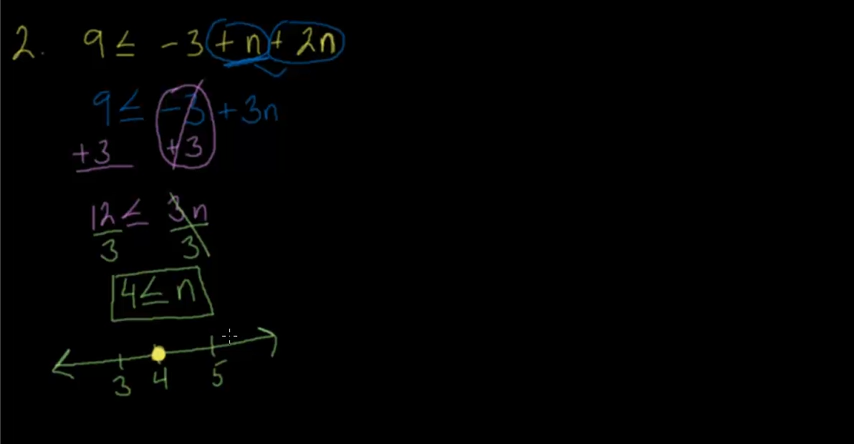 2. 9 ≤ -3 + n + 2n
9 ≤ -3 + 3n
+3 +3
12 ≤ 3n
3 3
4 ≤ n
3 4 5